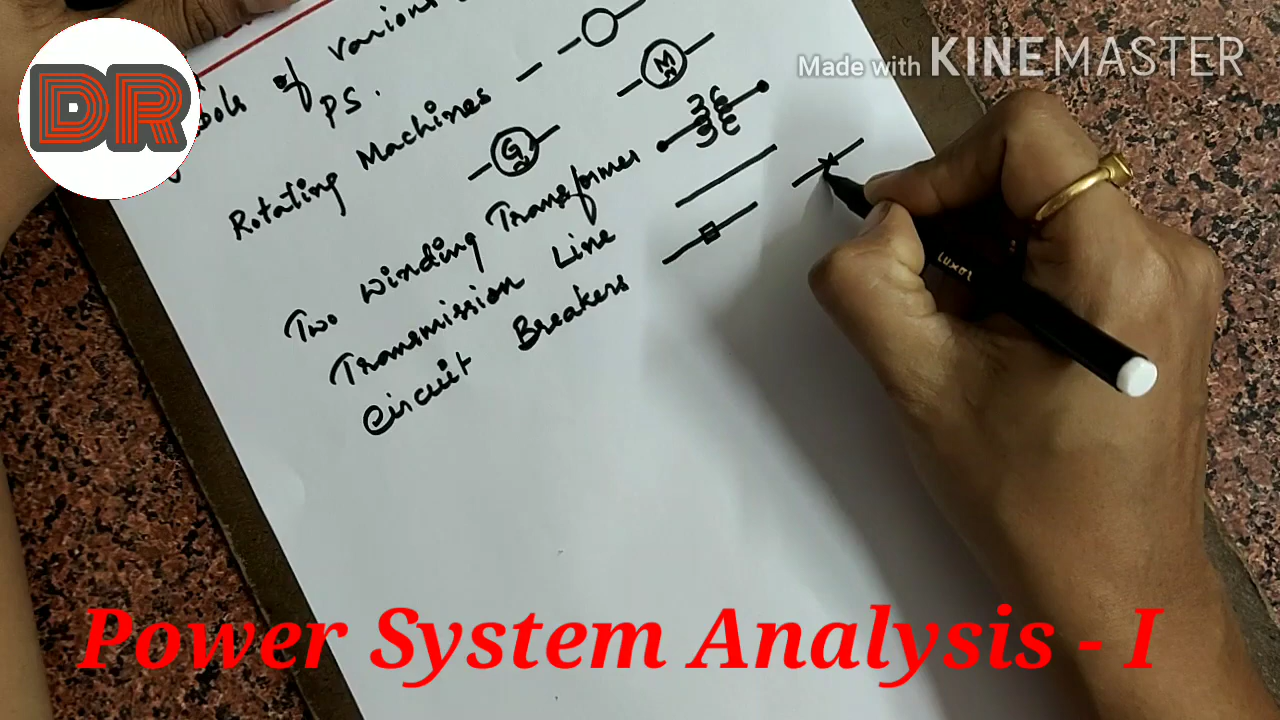 DR
Made with KINEMASTER
of various
PS.
Rotating Machines
M
G
Two Winding Transformer
Transmission Line
Circuit Breakers
LUXOR
Power System Analysis - I